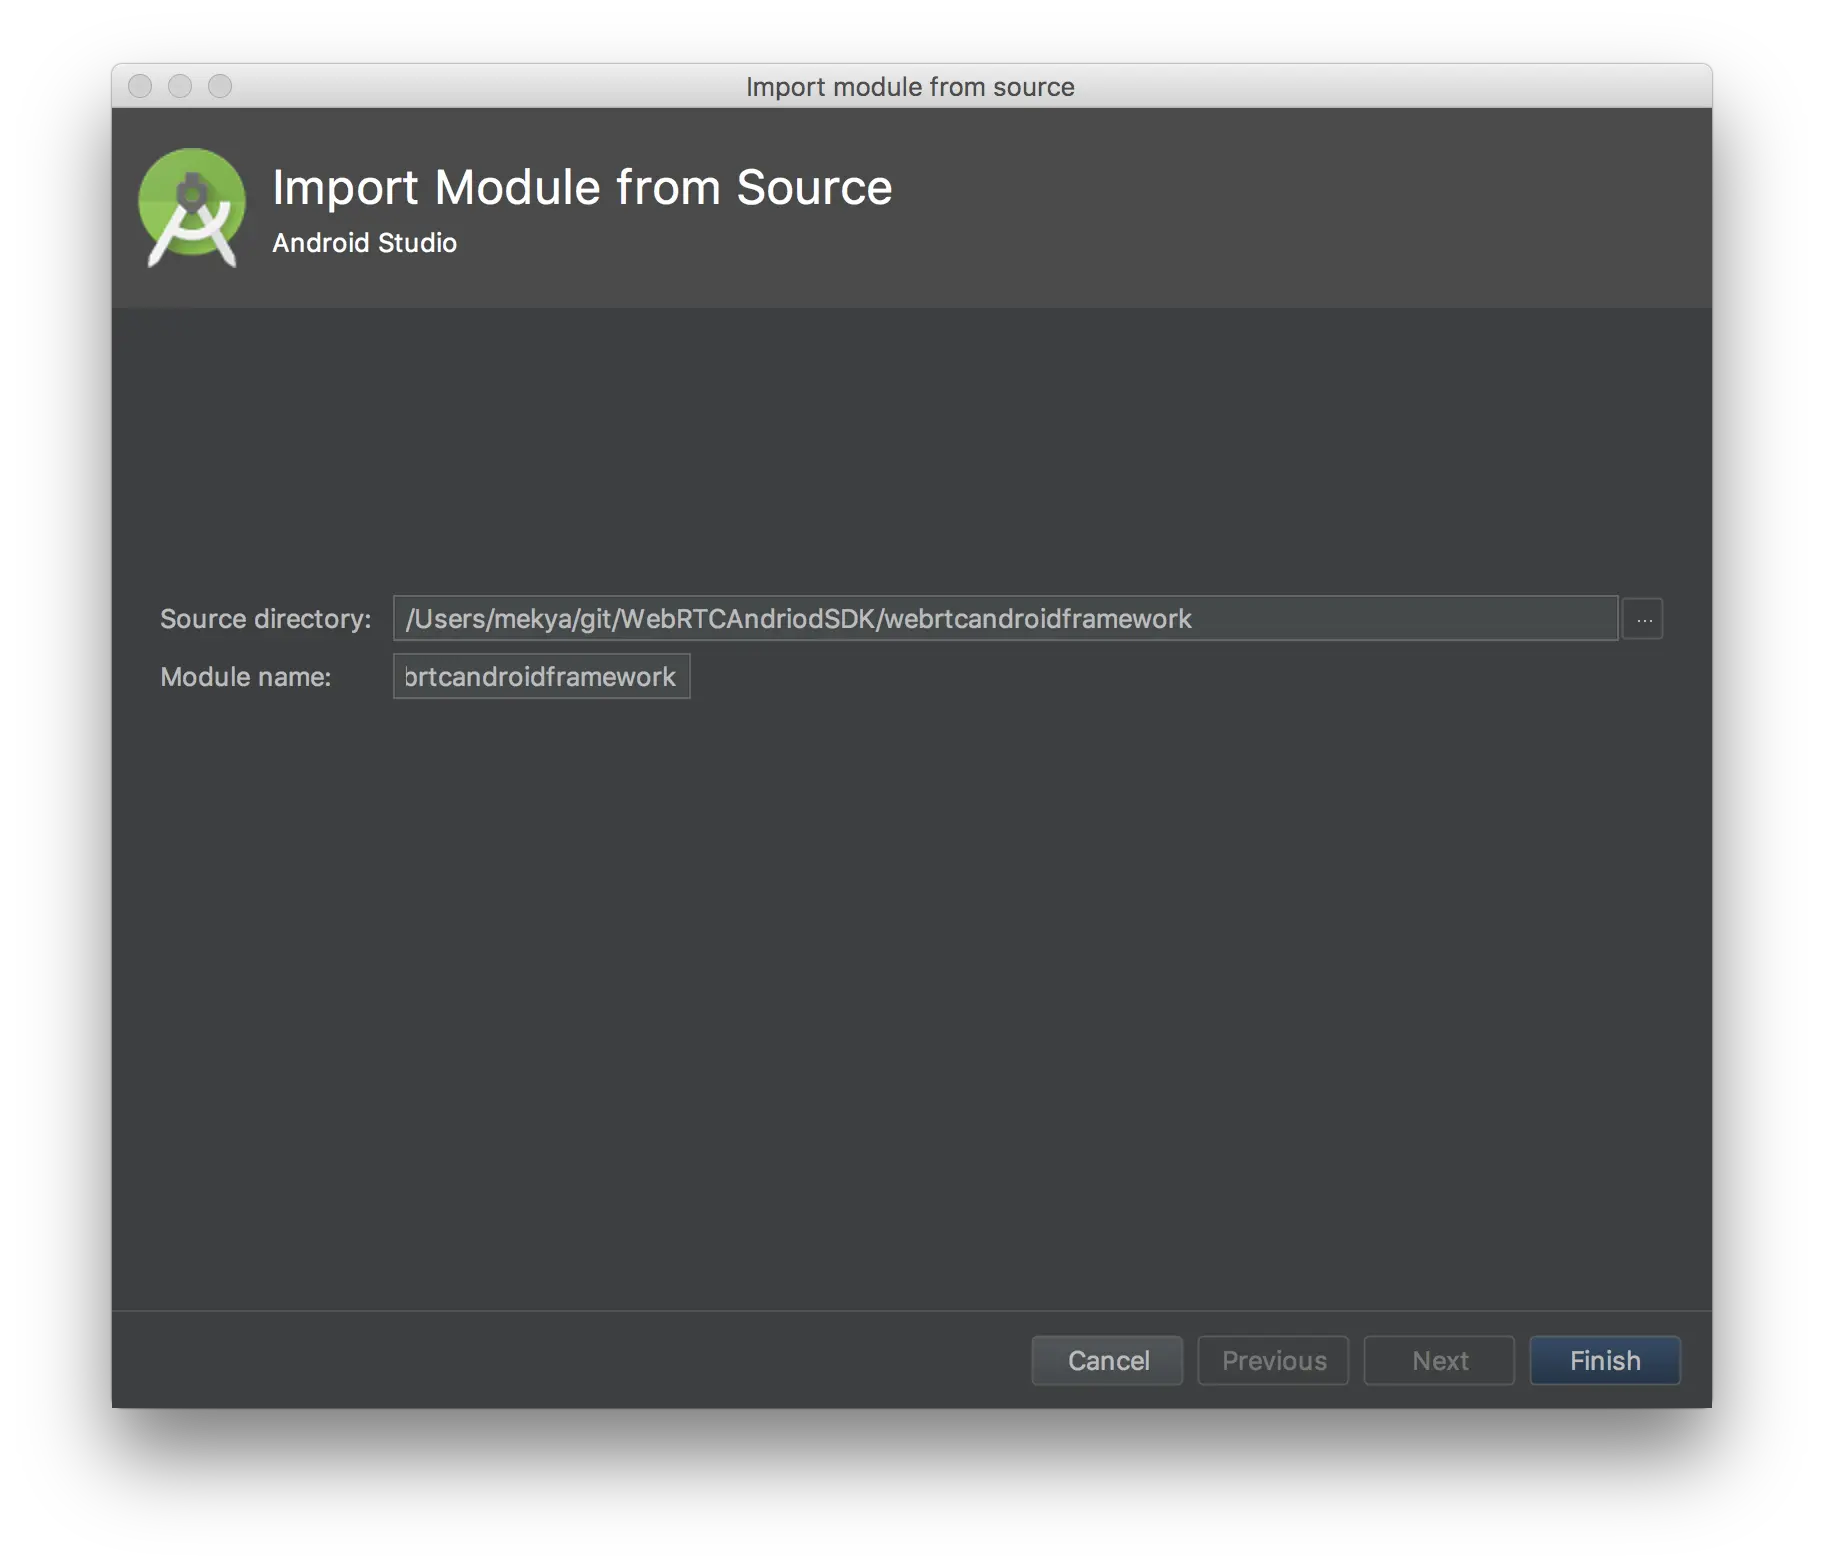 Import module from source
Import Module from Source
Android Studio
Source directory: /Users/mekya/git/WebRTCAndriodSDK/webrtcandroidframework ...
Module name: brtcandroidframework
Cancel Previous Next Finish